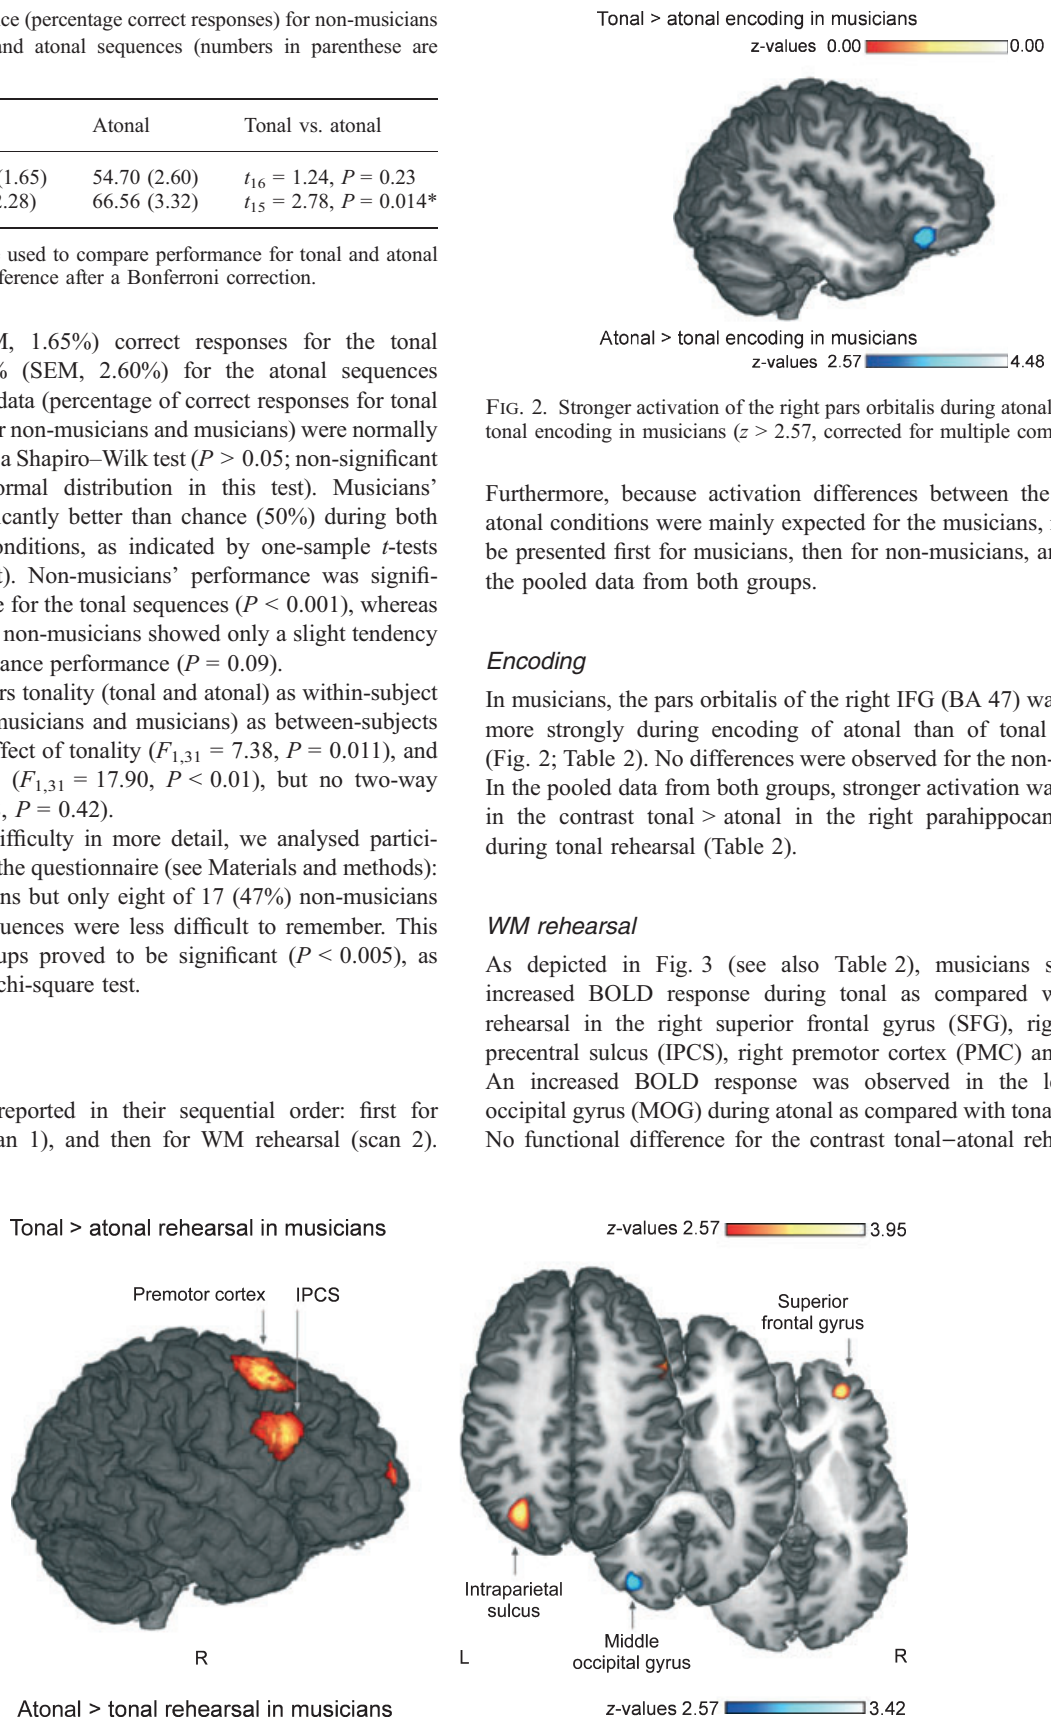 ce (percentage correct responses) for non-musicians
nd atonal sequences (numbers in parenthese are
Atonal Tonal vs. atonal
(1.65) 54.70 (2.60) t16 = 1.24, P = 0.23
2.28) 66.56 (3.32) t15 = 2.78, P = 0.014*
used to compare performance for tonal and atonal
ference after a Bonferroni correction.
M, 1.65%) correct responses for the tonal
% (SEM, 2.60%) for the atonal sequences
data (percentage of correct responses for tonal
r non-musicians and musicians) were normally
a Shapiro–Wilk test (P > 0.05; non-significant
ormal distribution in this test). Musicians’
icantly better than chance (50%) during both
onditions, as indicated by one-sample t-tests
t). Non-musicians’ performance was signifi-
e for the tonal sequences (P < 0.001), whereas
non-musicians showed only a slight tendency
ance performance (P = 0.09).
rs tonality (tonal and atonal) as within-subject
musicians and musicians) as between-subjects
ffect of tonality (F1,31 = 7.38, P = 0.011), and
(F1,31 = 17.90, P < 0.01), but no two-way
, P = 0.42).
ifficulty in more detail, we analysed partici-
the questionnaire (see Materials and methods):
ns but only eight of 17 (47%) non-musicians
uences were less difficult to remember. This
ups proved to be significant (P < 0.005), as
chi-square test.
reported in their sequential order: first for
an 1), and then for WM rehearsal (scan 2).
Tonal > atonal encoding in musicians
z-values 0.00 0.00
Atonal > tonal encoding in musicians
z-values 2.57 4.48
FIG. 2. Stronger activation of the right pars orbitalis during atonal
tonal encoding in musicians (z > 2.57, corrected for multiple com
Furthermore, because activation differences between the
atonal conditions were mainly expected for the musicians,
be presented first for musicians, then for non-musicians, an
the pooled data from both groups.
Encoding
In musicians, the pars orbitalis of the right IFG (BA 47) wa
more strongly during encoding of atonal than of tonal
(Fig. 2; Table 2). No differences were observed for the non-
In the pooled data from both groups, stronger activation wa
in the contrast tonal > atonal in the right parahippocam
during tonal rehearsal (Table 2).
WM rehearsal
As depicted in Fig. 3 (see also Table 2), musicians s
increased BOLD response during tonal as compared w
rehearsal in the right superior frontal gyrus (SFG), rig
precentral sulcus (IPCS), right premotor cortex (PMC) an
An increased BOLD response was observed in the le
occipital gyrus (MOG) during atonal as compared with tona
No functional difference for the contrast tonal−atonal reh
Tonal > atonal rehearsal in musicians
z-values 2.57 3.95
Premotor cortex IPCS
Superior
frontal gyrus
Intraparietal
sulcus
Middle
occipital gyrus
R L R
Atonal > tonal rehearsal in musicians
z-values 2.57 3.42